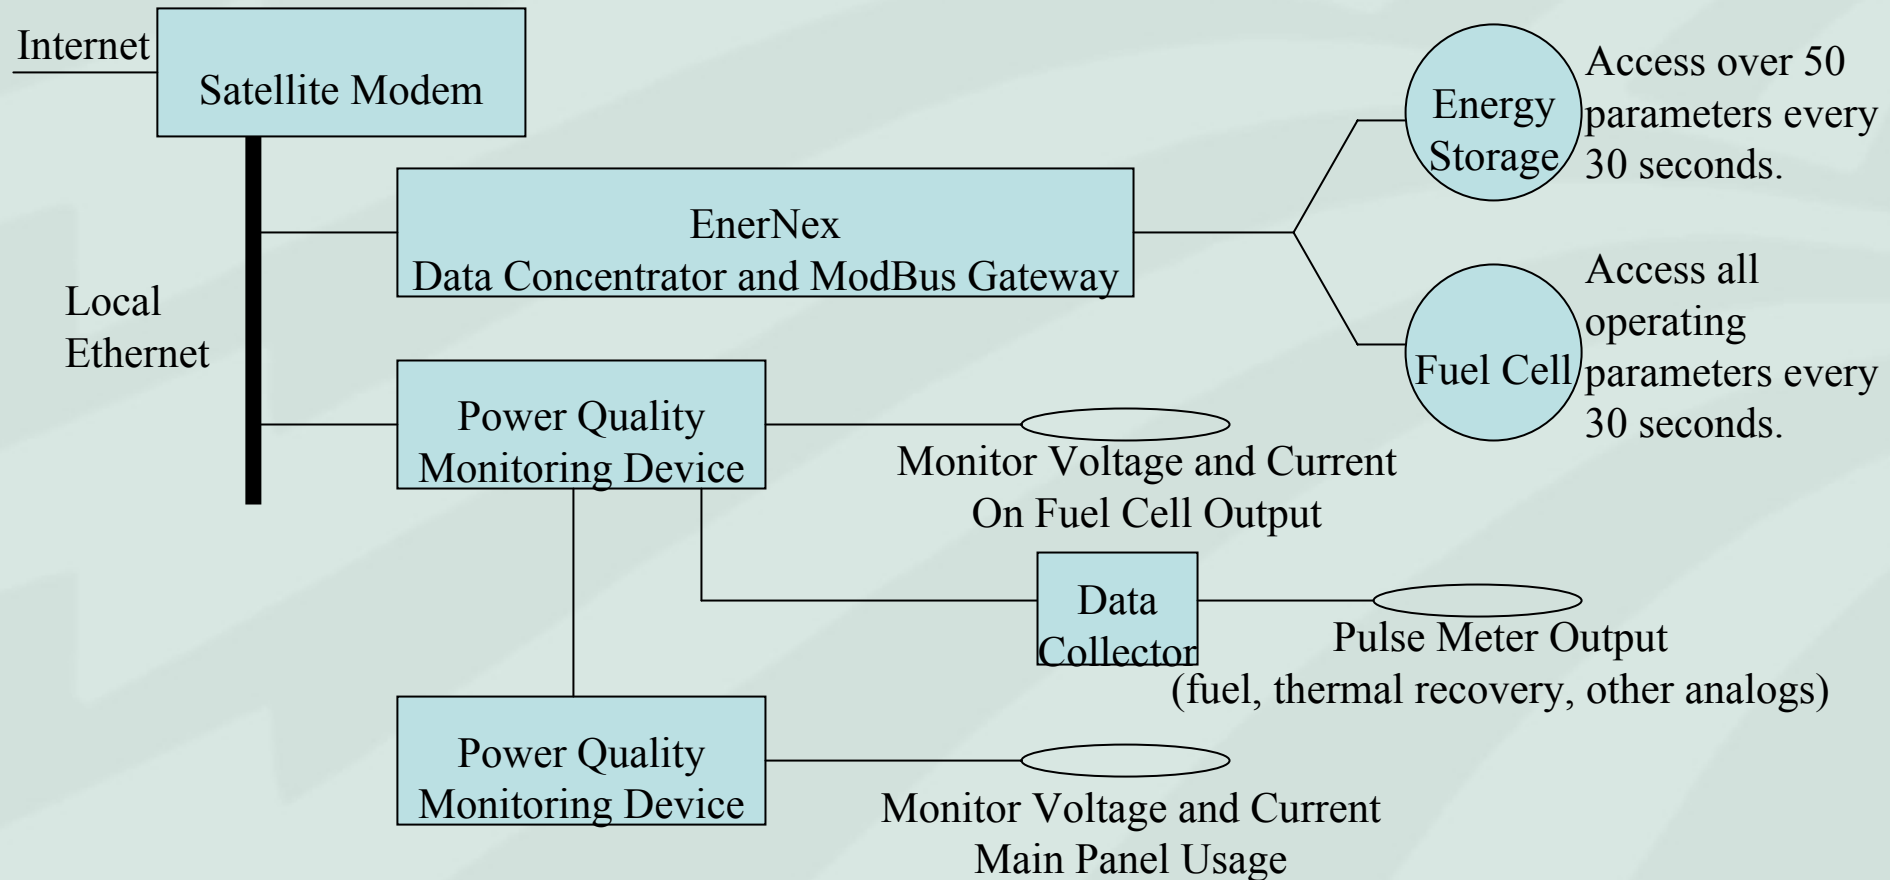 Internet
Satellite Modem
Energy
Storage
Access over 50
parameters every
30 seconds.
EnerNex
Data Concentrator and ModBus Gateway
Local
Ethernet
Fuel Cell
Access all
operating
parameters every
30 seconds.
Power Quality
Monitoring Device
Monitor Voltage and Current
On Fuel Cell Output
Data
Collector
Pulse Meter Output
(fuel, thermal recovery, other analogs)
Power Quality
Monitoring Device
Monitor Voltage and Current
Main Panel Usage